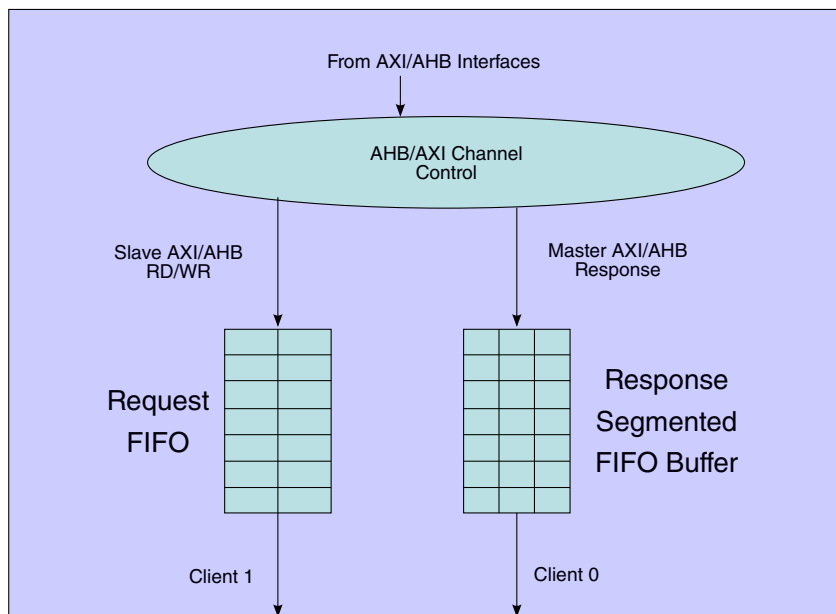 From AXI/AHB Interfaces
AHB/AXI Channel
Control
Slave AXI/AHB
RD/WR
Master AXI/AHB
Response
Request
FIFO
Response
Segmented
FIFO Buffer
Client 1
Client 0